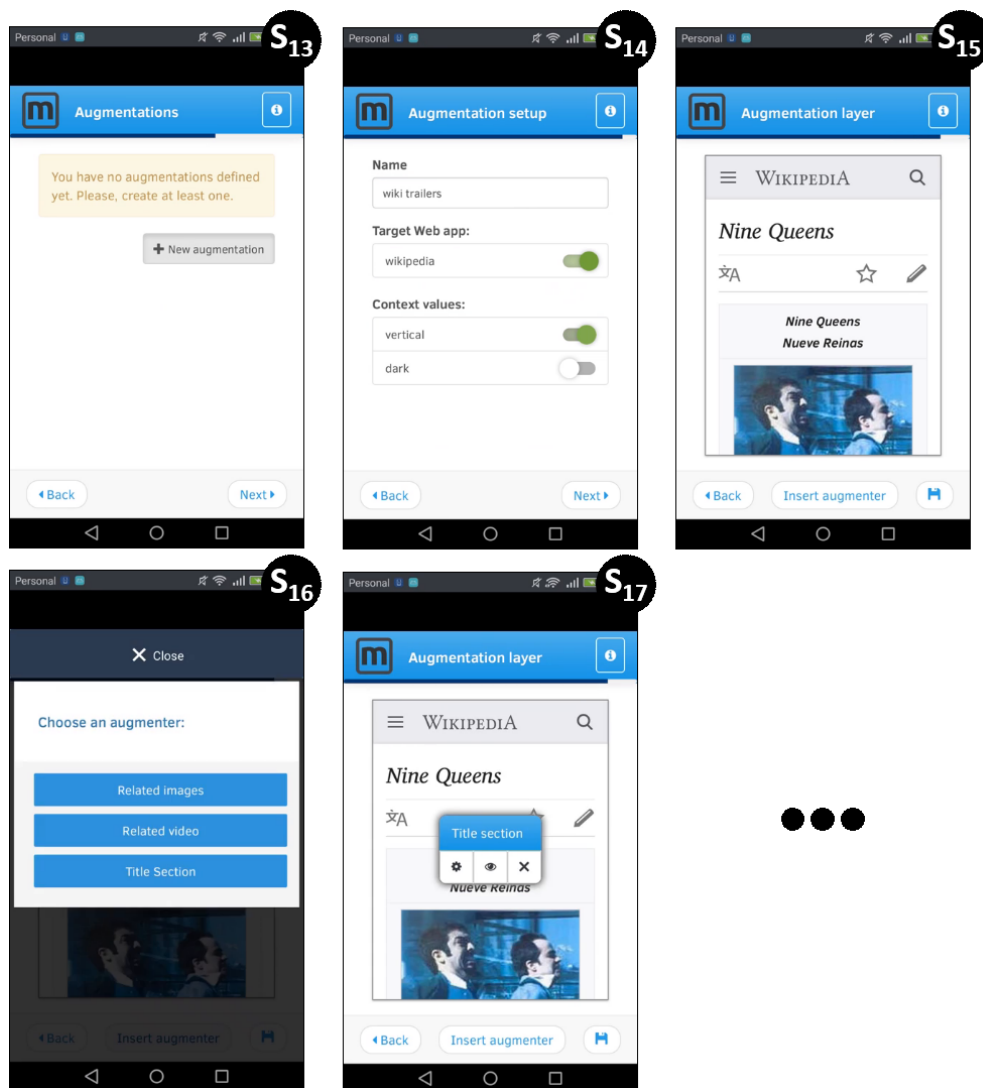 Personal
S13
m Augmentations
You have no augmentations defined
yet. Please, create at least one.
+ New augmentation
Back
Next
Personal
S14
m Augmentation setup
Name
wiki trailers
Target Web app:
wikipedia
Context values:
vertical
dark
Back
Next
Personal
S15
m Augmentation layer
WIKIPEDIA
Nine Queens
文A
Nine Queens
Nueve Reinas
Back
Insert augmenter
Personal
S16
Close
Choose an augmenter:
Related images
Related video
Title Section
Back
Insert augmenter
Personal
S17
m Augmentation layer
WIKIPEDIA
Nine Queens
文A
Title section
Nueve Reinas
Back
Insert augmenter